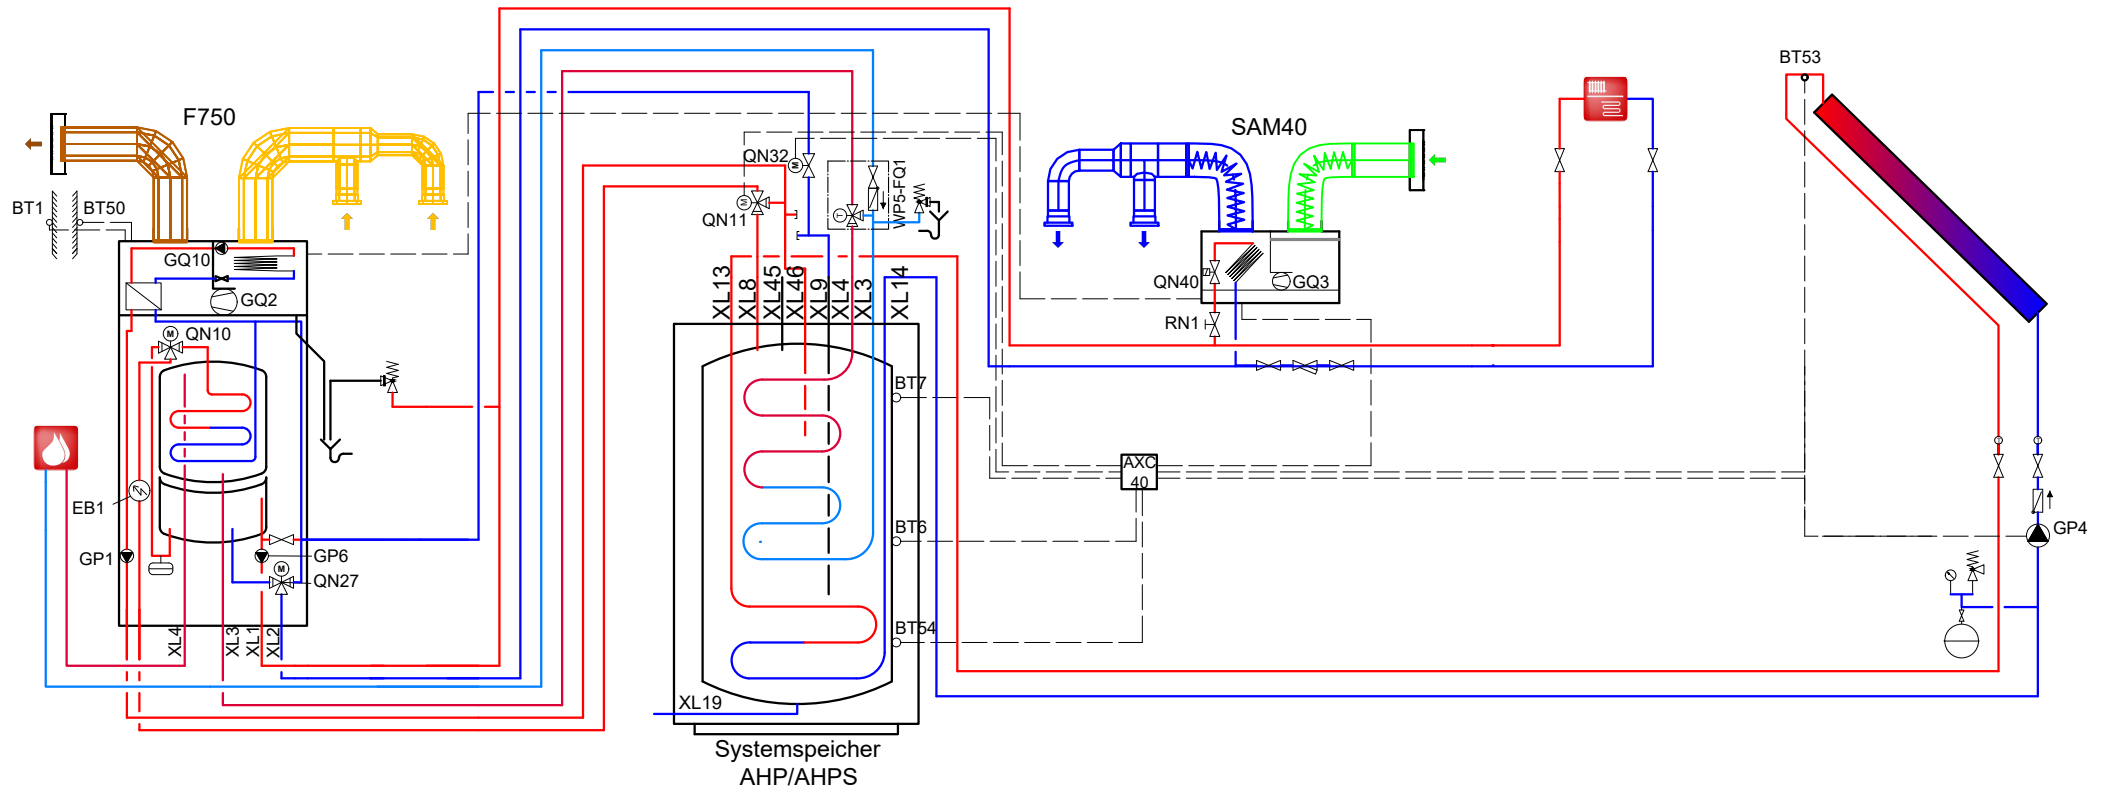 BT53
F750
SAM40
QN32
WP5-FQ1
BT1
BT50
QN11
GQ10
GQ2
QN40
GQ3
XL13
XL8
XL45
XL46
XL9
XL4
XL3
XL14
RN1
M
QN10
M
M
T
BT7
AXC
40
EB1
BT6
GP4
GP1
GP6
M
QN27
BT54
XL4
XL3
XL1
XL2
XL19
Systemspeicher
AHP/AHPS